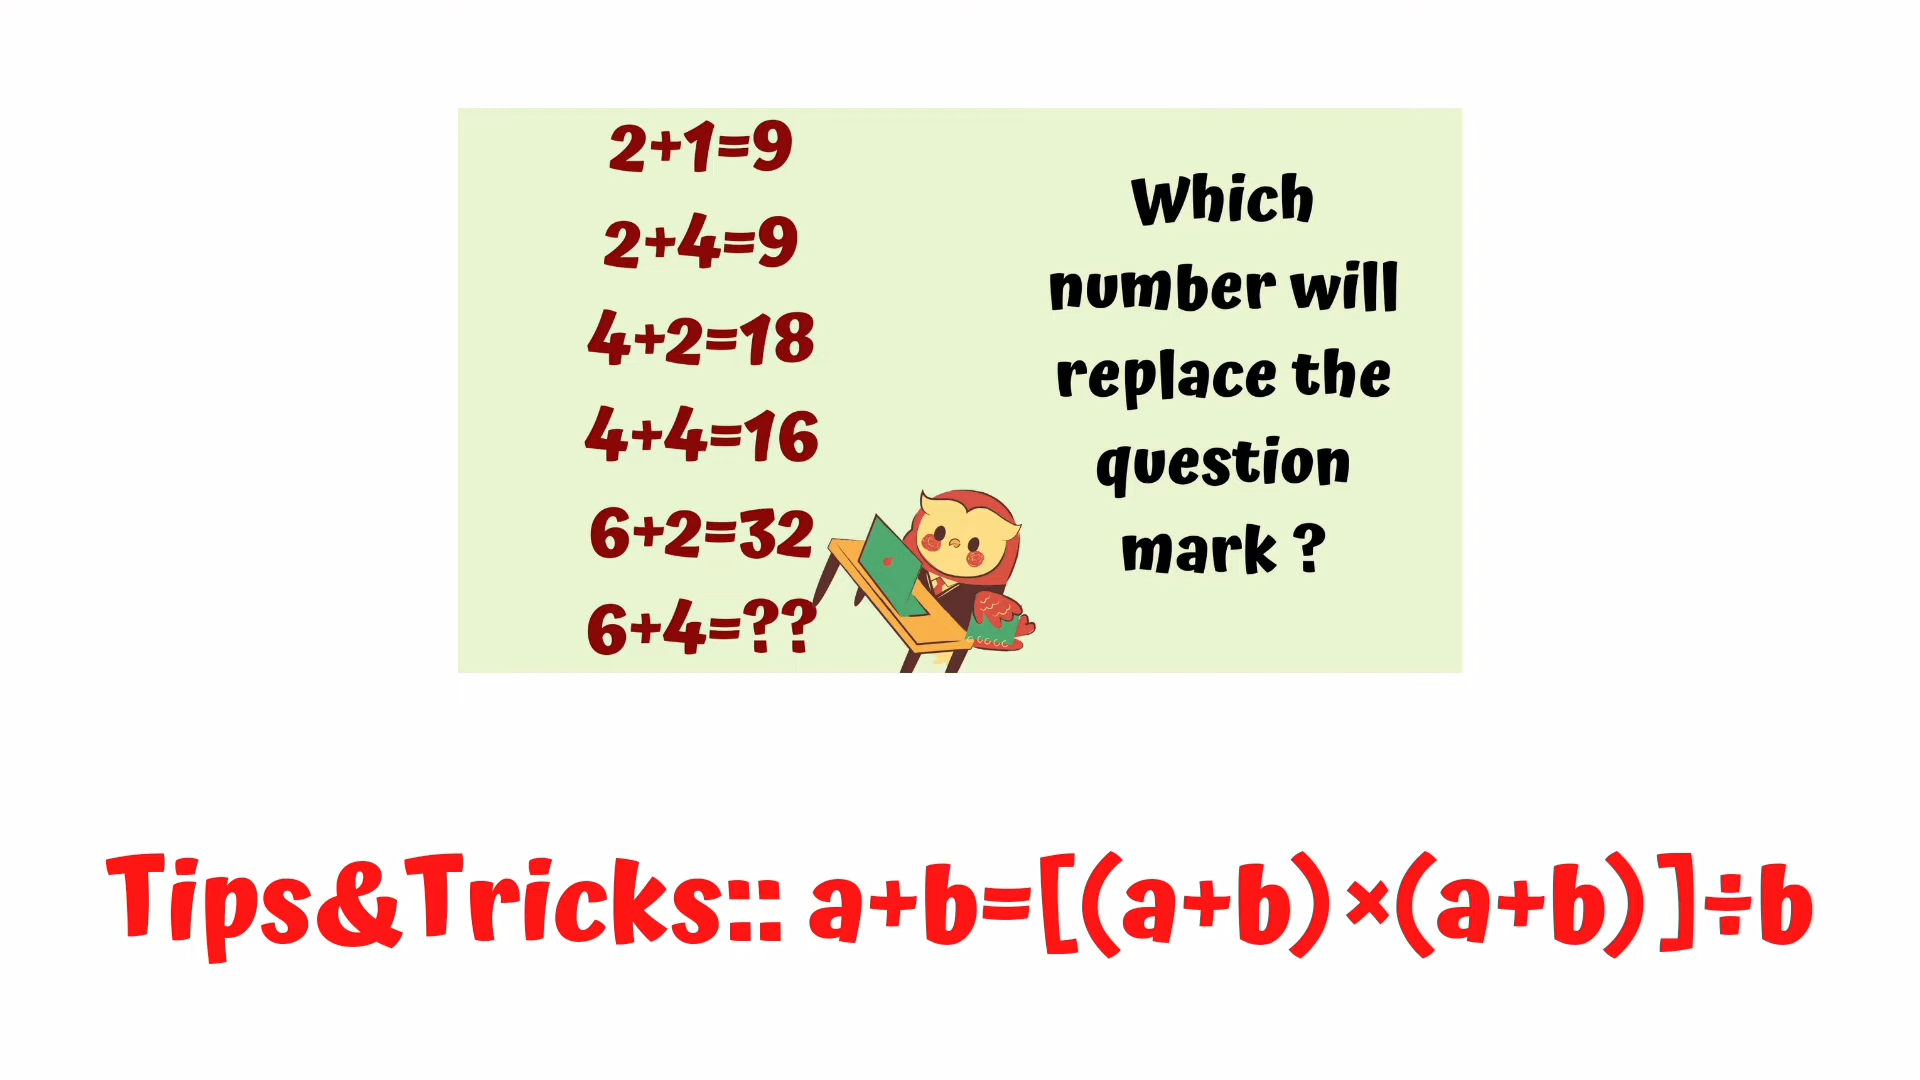 2+1=9
2+4=9
4+2=18
4+4=16
6+2=32
6+4=??
Which
number will
replace the
question
mark ?
Tips&Tricks:: a+b=[(a+b)×(a+b)]÷b